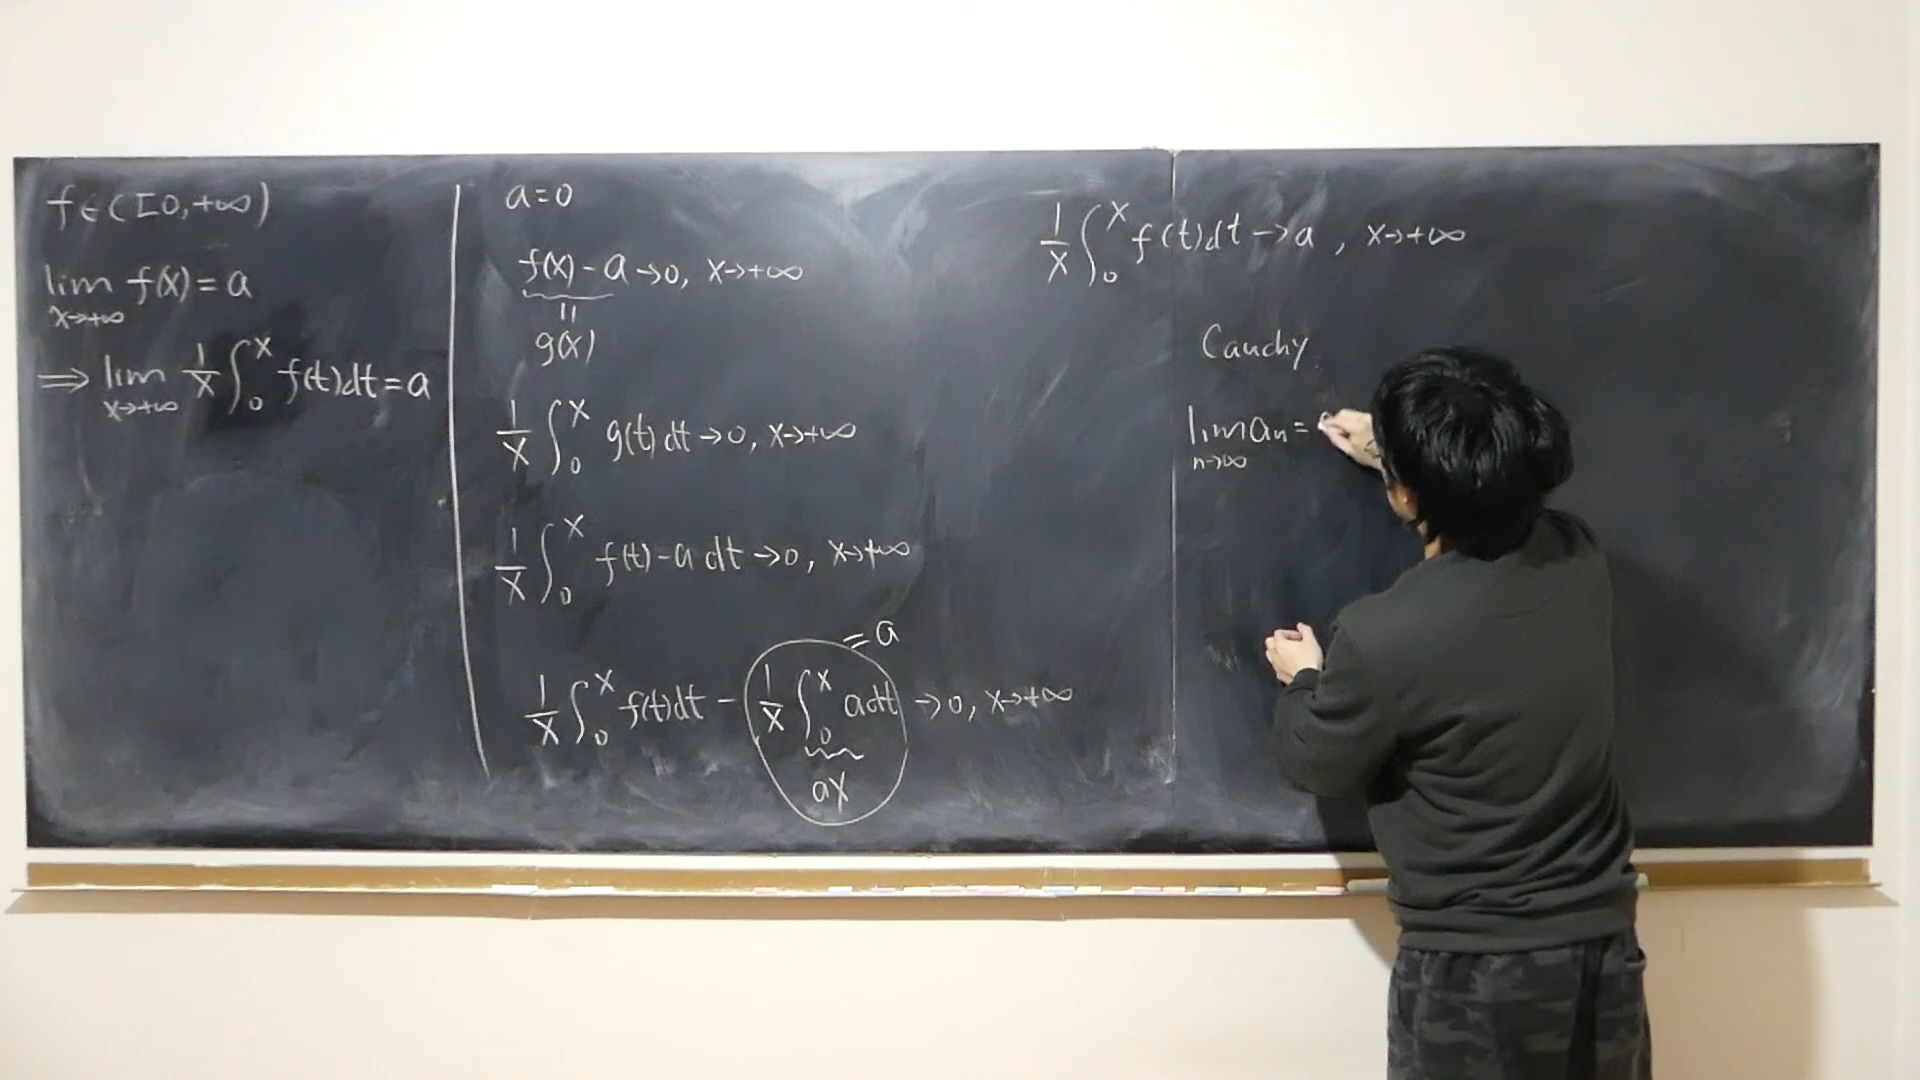 f ∈ C[0, +∞)
lim f(x) = a
x→+∞
⟹ lim 1/x ∫₀ˣ f(t)dt = a
x→+∞
a = 0
f(x) - a → 0, x→+∞
||
g(x)
1/x ∫₀ˣ g(t) dt → 0, x→+∞
1/x ∫₀ˣ f(t) - a dt → 0, x→+∞
= a
1/x ∫₀ˣ f(t)dt - 1/x ∫₀ˣ a dt → 0, x→+∞
ax
1/x ∫₀ˣ f(t)dt → a, x→+∞
Cauchy
lim aₙ =
n→∞